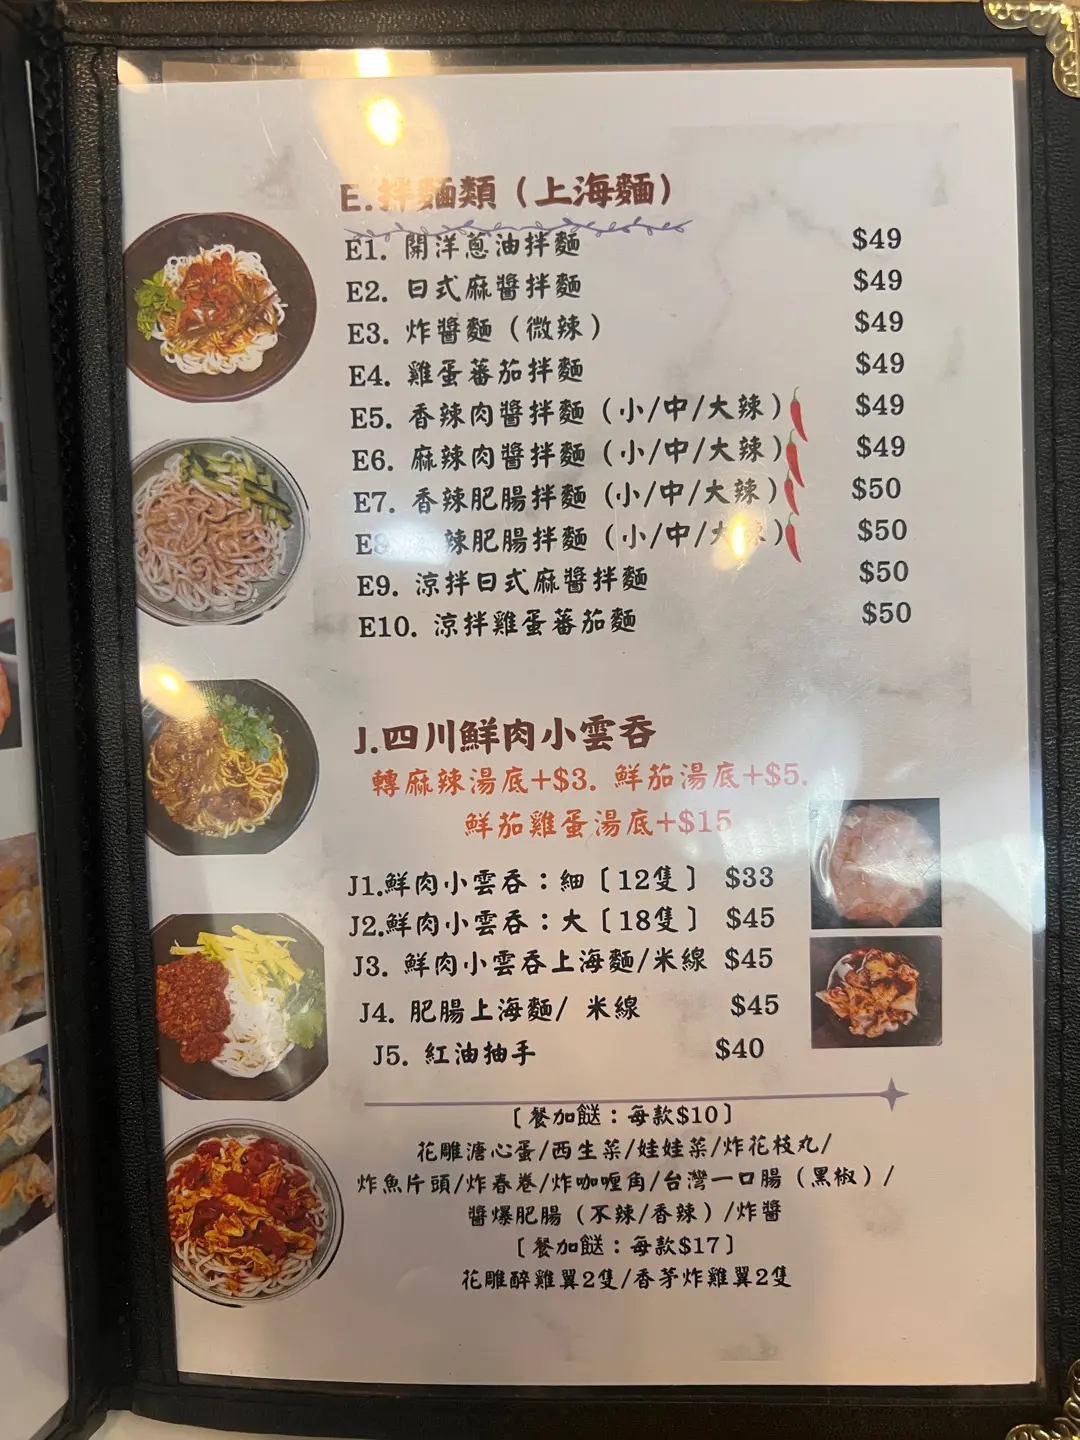 E.拌麵類（上海麵）
E1. 開洋蔥油拌麵 $49
E2. 日式麻醬拌麵 $49
E3. 炸醬麵（微辣） $49
E4. 雞蛋蕃茄拌麵 $49
E5. 香辣肉醬拌麵（小/中/大辣） $49
E6. 麻辣肉醬拌麵（小/中/大辣） $49
E7. 香辣肥腸拌麵（小/中/大辣） $50
E8. 辣肥腸拌麵（小/中/大辣） $50
E9. 涼拌日式麻醬拌麵 $50
E10. 涼拌雞蛋蕃茄麵 $50
J.四川鮮肉小雲吞
轉麻辣湯底+$3. 鮮茄湯底+$5.
鮮茄雞蛋湯底+$15
J1.鮮肉小雲吞：細〔12隻〕 $33
J2.鮮肉小雲吞：大〔18隻〕 $45
J3. 鮮肉小雲吞上海麵/米線 $45
J4. 肥腸上海麵/ 米線 $45
J5. 紅油抽手 $40
〔餐加餸：每款$10〕
花雕溏心蛋/西生菜/娃娃菜/炸花枝丸/
炸魚片頭/炸春卷/炸咖喱角/台灣一口腸（黑椒）/
醬爆肥腸（不辣/香辣）/炸醬
〔餐加餸：每款$17〕
花雕醉雞翼2隻/香茅炸雞翼2隻